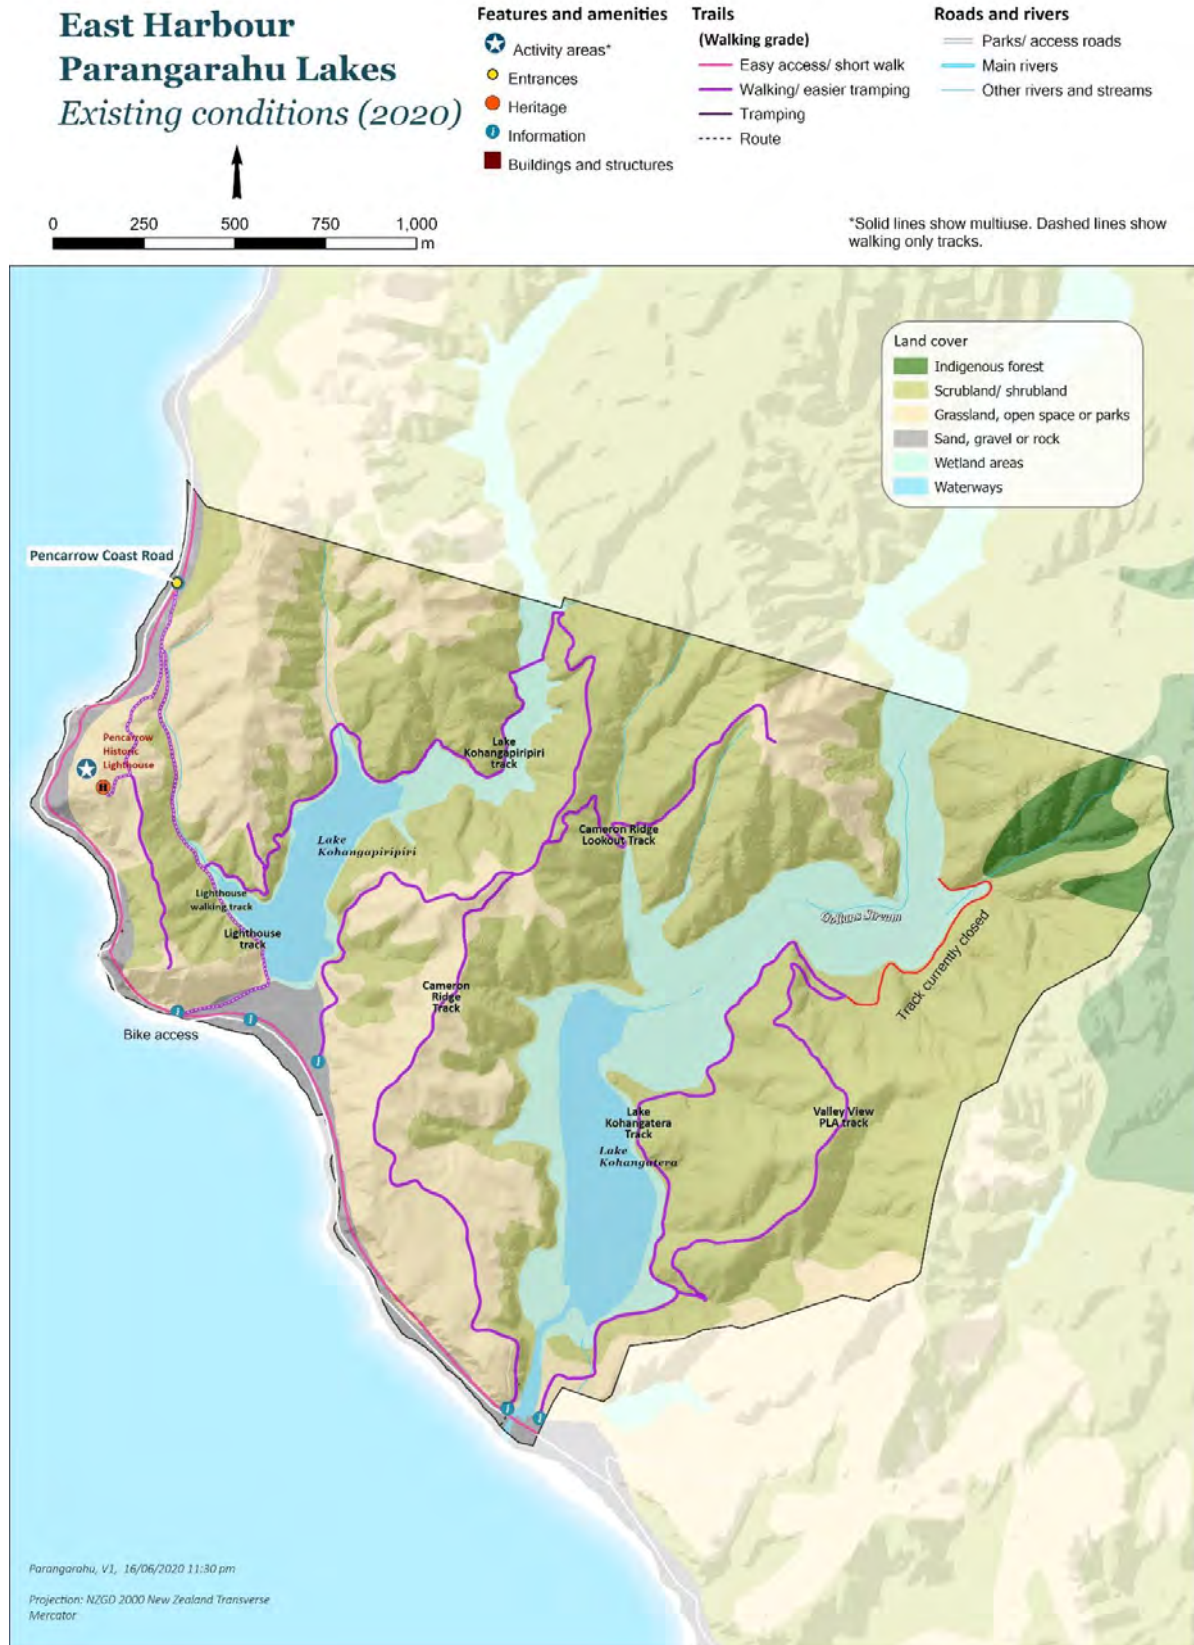 East Harbour
Parangarahu Lakes
Existing conditions (2020)
0 250 500 750 1,000
m
Features and amenities
Activity areas*
Entrances
Heritage
Information
Buildings and structures
Trails
(Walking grade)
Easy access/ short walk
Walking/ easier tramping
Tramping
Route
Roads and rivers
Parks/ access roads
Main rivers
Other rivers and streams
*Solid lines show multiuse. Dashed lines show
walking only tracks.
Land cover
Indigenous forest
Scrubland/ shrubland
Grassland, open space or parks
Sand, gravel or rock
Wetland areas
Waterways
Pencarrow Coast Road
Pencarrow
Historic
Lighthouse
Lake
Kohangapiripiri
track
Lake
Kohangapiripiri
Cameron Ridge
Lookout Track
Lighthouse
walking track
Lighthouse
track
Gollans Stream
Track currently closed
Cameron
Ridge
Track
Bike access
Lake
Kohangatera
Track
Valley View
PLA track
Lake
Kohangatera
Parangarahu, V1, 16/06/2020 11:30 pm
Projection: NZGD 2000 New Zealand Transverse
Mercator